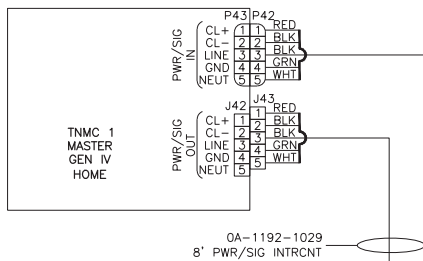 P43 P42
PWR/SIG IN
CL+ 1 1 RED
CL- 2 2 BLK
LINE 3 3 BLK
GND 4 4 GRN
NEUT 5 5 WHT
TNMC 1
MASTER
GEN IV
HOME
J42 J43
PWR/SIG OUT
CL+ 1 1 RED
CL- 2 2 BLK
LINE 3 3 BLK
GND 4 4 GRN
NEUT 5 5 WHT
0A-1192-1029
8' PWR/SIG INTRCNT